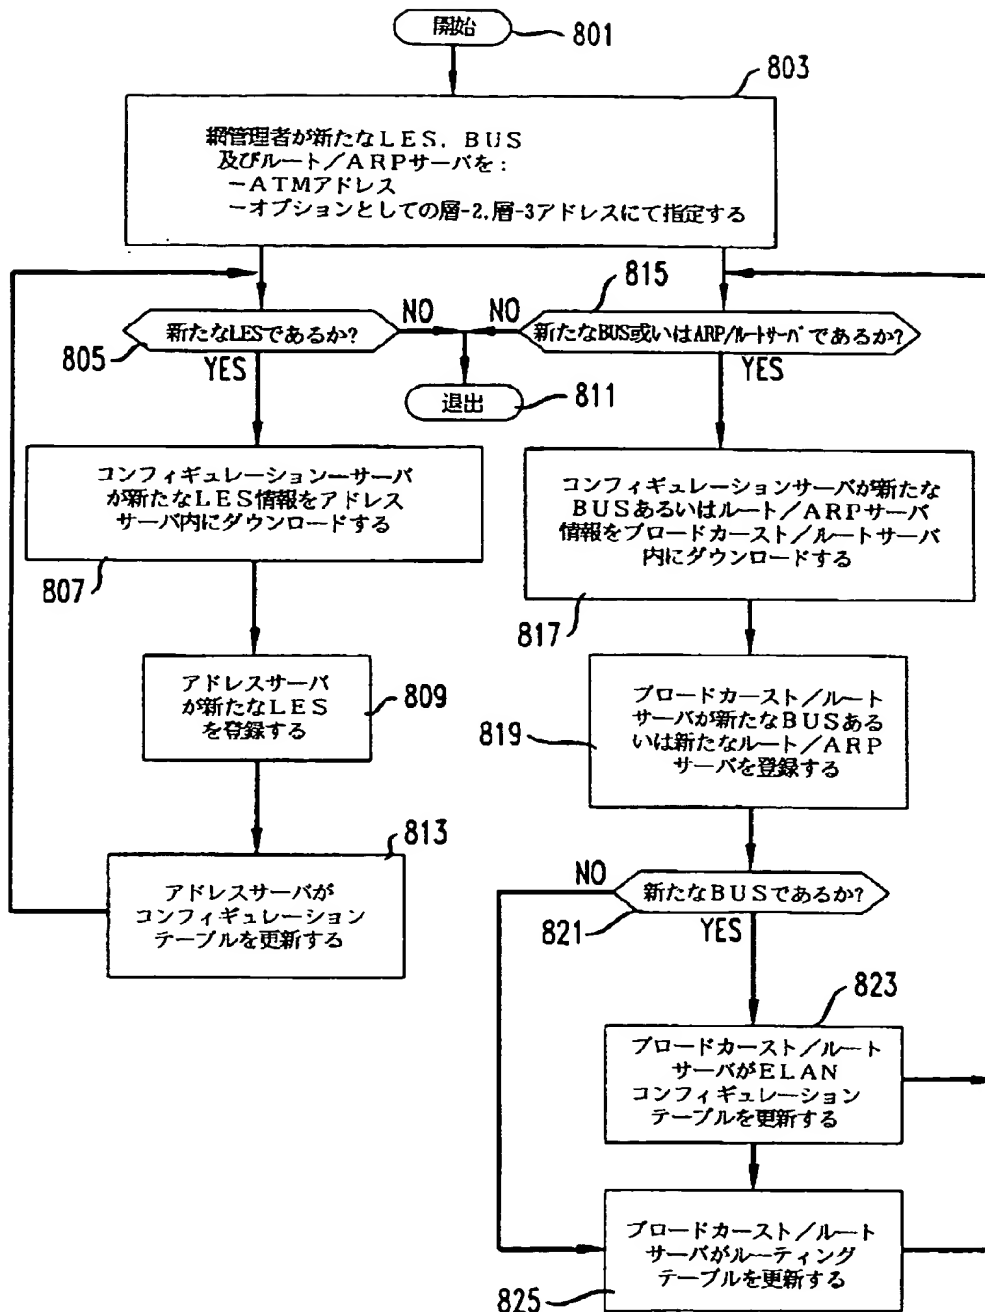 開始
801
803
網管理者が新たなLES, BUS
及びルート/ARPサーバを:
-ATMアドレス
-オプションとしての層-2,層-3アドレスにて指定する
815
新たなLESであるか?
NO
NO
新たなBUS或いはARP/ルートサーバであるか?
805
YES
YES
退出
811
コンフィギュレーションーサーバ
が新たなLES情報をアドレス
サーバ内にダウンロードする
807
コンフィギュレーションサーバが新たな
BUSあるいはルート/ARPサーバ
情報をブロードカースト/ルートサーバ
内にダウンロードする
817
アドレスサーバ
が新たなLES
を登録する
809
ブロードカースト/ルート
サーバが新たなBUSある
いは新たなルート/ARP
サーバを登録する
819
813
アドレスサーバが
コンフィギュレーション
テーブルを更新する
NO
新たなBUSであるか?
821
YES
823
ブロードカースト/ルート
サーバがELAN
コンフィギュレーション
テーブルを更新する
ブロードカースト/ルート
サーバがルーティング
テーブルを更新する
825